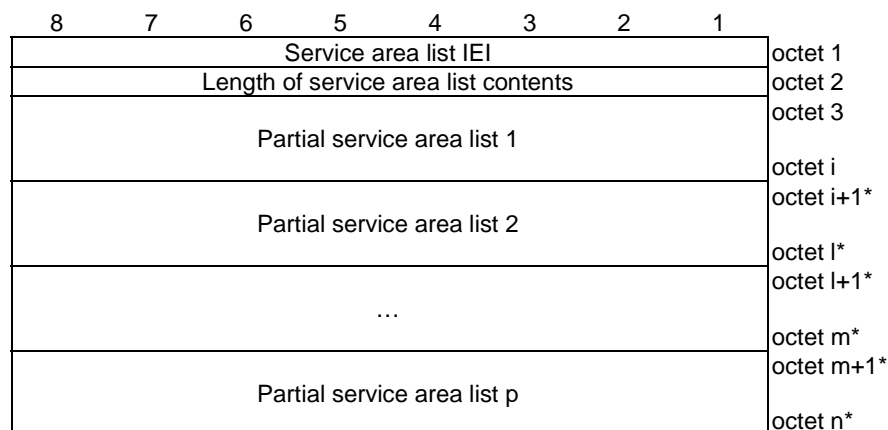 8 7 6 5 4 3 2 1
Service area list IEI octet 1
Length of service area list contents octet 2
octet 3
Partial service area list 1
octet i
octet i+1*
Partial service area list 2
octet l*
octet l+1*
…
octet m*
octet m+1*
Partial service area list p
octet n*